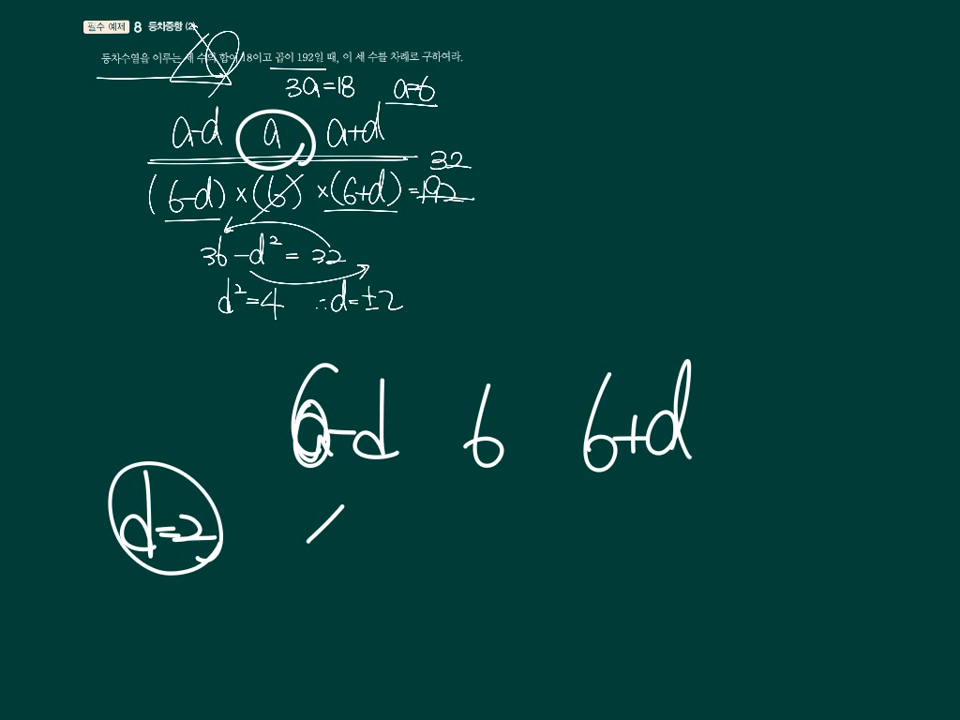 필수 예제 8 등차중항 (2)
등차수열을 이루는 세 수의 합이 18이고 곱이 192일 때, 이 세 수를 차례로 구하여라.
3a=18 a=6
a-d a a+d
32
(6-d)×(6)×(6+d)=192
36-d²=32
d²=4 ∴d=±2
6-d 6 6+d
d=2